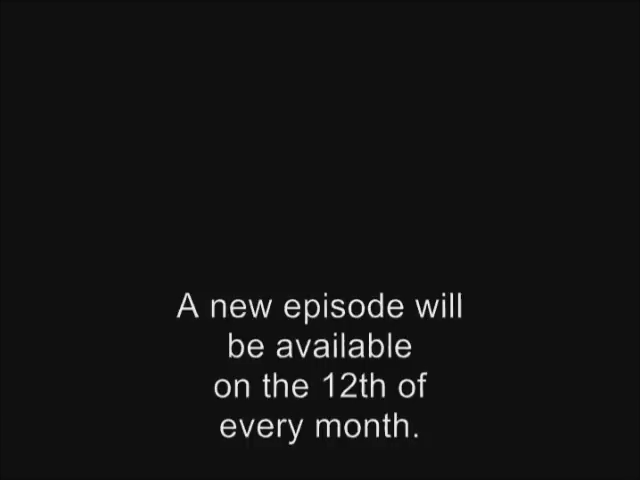 A new episode will
be available
on the 12th of
every month.